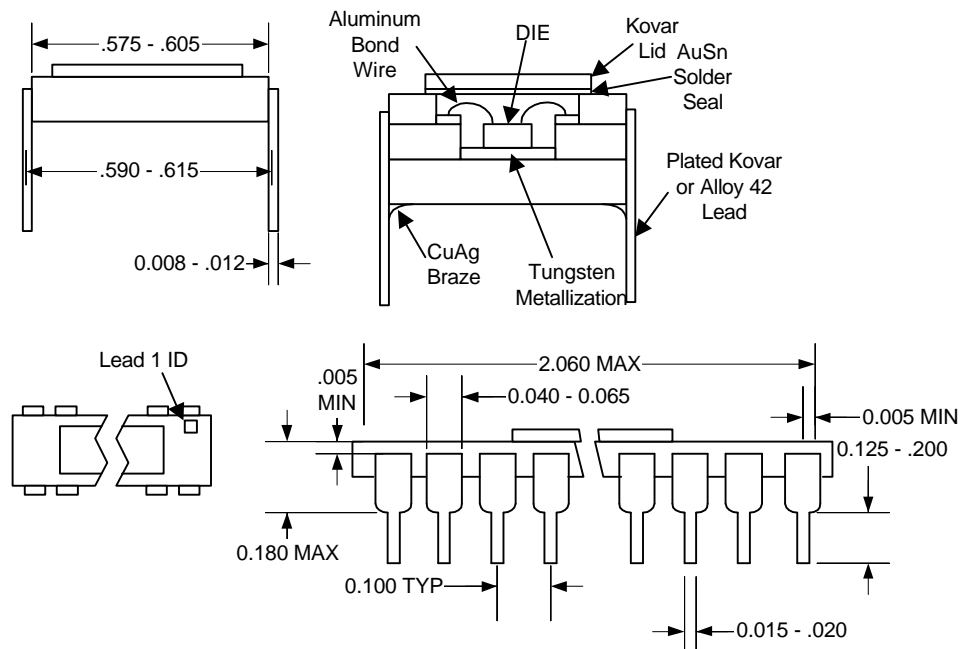 .575 - .605
.590 - .615
0.008 - .012
Aluminum
Bond
Wire
DIE
Kovar
Lid
AuSn
Solder
Seal
Plated Kovar
or Alloy 42
Lead
CuAg
Braze
Tungsten
Metallization
Lead 1 ID
2.060 MAX
.005
MIN
0.040 - 0.065
0.005 MIN
0.125 - .200
0.180 MAX
0.100 TYP
0.015 - .020